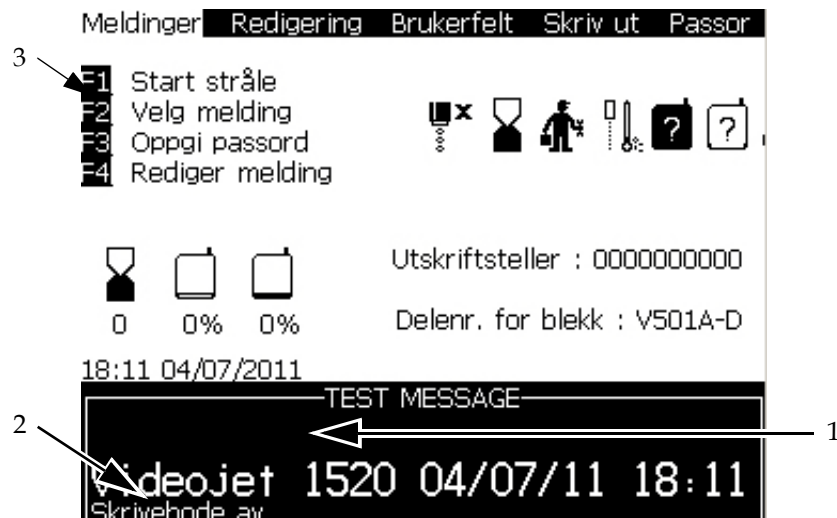 Meldinger Redigering Brukerfelt Skriv ut Passor
3
F1 Start stråle
F2 Velg melding
F3 Oppgi passord
F4 Rediger melding
x ? ?
Utskriftsteller : 0000000000
0 0% 0%
Delenr. for blekk : V501A-D
18:11 04/07/2011
TEST MESSAGE
2
1
Videojet 1520 04/07/11 18:11
Skrivehode av